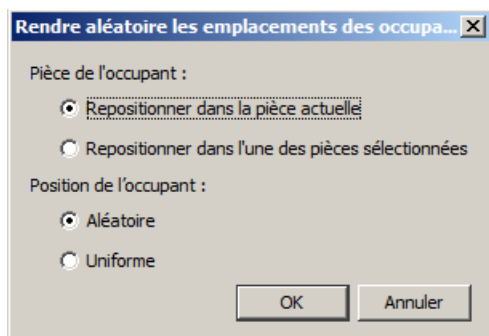 Rendre aléatoire les emplacements des occupa...
Pièce de l'occupant :
Repositionner dans la pièce actuelle
Repositionner dans l'une des pièces sélectionnées
Position de l’occupant :
Aléatoire
Uniforme
OK Annuler